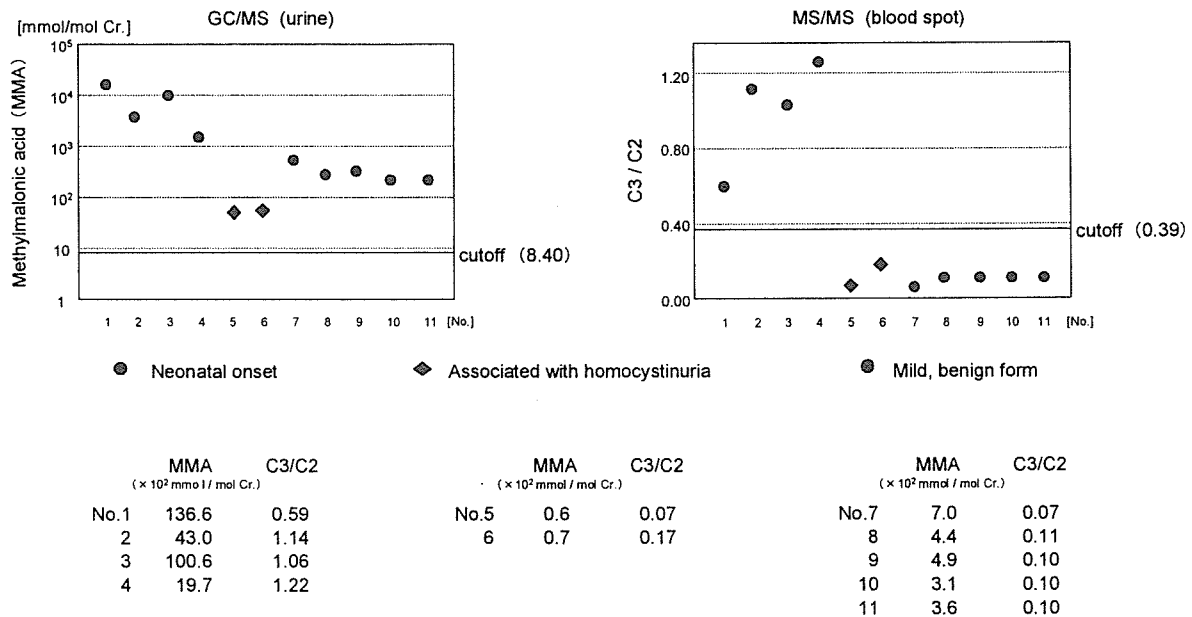 GC/MS (urine)
[mmol/mol Cr.]
Methylmalonic acid (MMA)
10⁵
10⁴
10³
10²
10
1
cutoff (8.40)
1 2 3 4 5 6 7 8 9 10 11 [No.]
MS/MS (blood spot)
C3 / C2
1.20
0.80
0.40
0.00
cutoff (0.39)
1 2 3 4 5 6 7 8 9 10 11 [No.]
Neonatal onset
Associated with homocystinuria
Mild, benign form
MMA C3/C2
(× 10² mmol / mol Cr.)
No.1 136.6 0.59
2 43.0 1.14
3 100.6 1.06
4 19.7 1.22
MMA C3/C2
(× 10² mmol / mol Cr.)
No.5 0.6 0.07
6 0.7 0.17
MMA C3/C2
(× 10² mmol / mol Cr.)
No.7 7.0 0.07
8 4.4 0.11
9 4.9 0.10
10 3.1 0.10
11 3.6 0.10